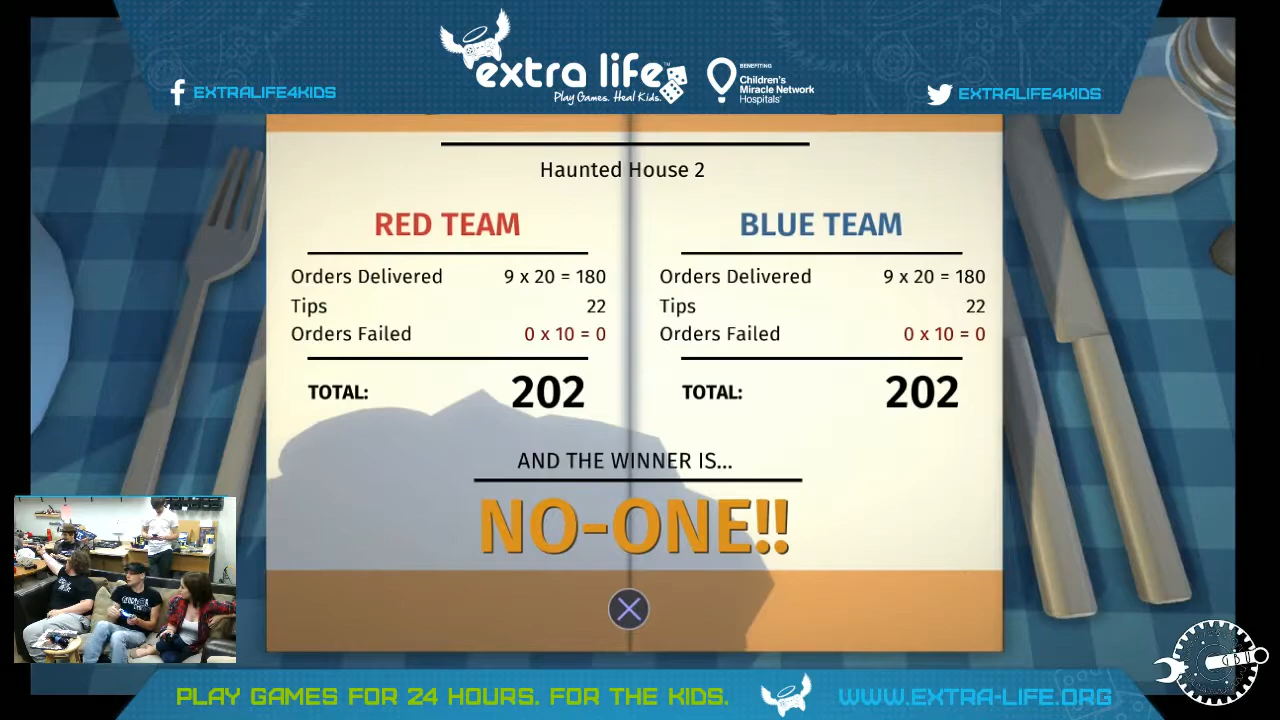 extra life™
Play Games. Heal Kids.
BENEFITING
Children's
Miracle Network
Hospitals®
EXTRALIFE4KIDS
EXTRALIFE4KIDS
Haunted House 2
RED TEAM
Orders Delivered 9 x 20 = 180
Tips 22
Orders Failed 0 x 10 = 0
TOTAL: 202
BLUE TEAM
Orders Delivered 9 x 20 = 180
Tips 22
Orders Failed 0 x 10 = 0
TOTAL: 202
AND THE WINNER IS...
NO-ONE!!
PLAY GAMES FOR 24 HOURS. FOR THE KIDS.
WWW.EXTRA-LIFE.ORG